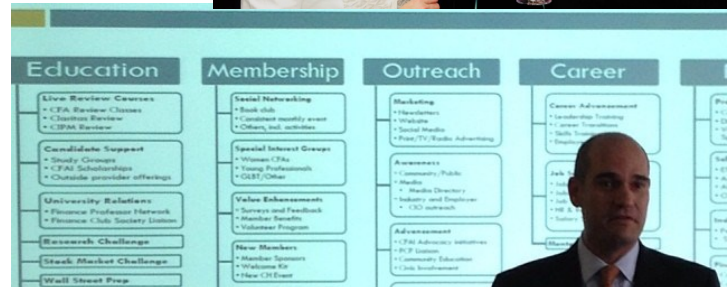 Education
Live Review Courses
• CFA Review Classes
• Claritas Review
• CIPM Review
Candidate Support
• Study Groups
• CFAI Scholarships
• Outside provider offerings
University Relations
• Finance Professor Network
• Finance Club Society Liaison
Research Challenge
Stock Market Challenge
Wall Street Prep
Membership
Social Networking
• Book club
• Consistent monthly event
• Others, incl. activities
Special Interest Groups
• Women CFAs
• Young Professionals
• GLBT/Other
Value Enhancements
• Surveys and Feedback
• Member Benefits
• Volunteer Program
New Members
• Member Sponsors
• Welcome Kit
• New CH Event
Outreach
Marketing
• Newsletters
• Website
• Social Media
• Print/TV/Radio Advertising
Awareness
• Community/Public
• Media
• Media Directory
• Industry and Employer
• CIO outreach
Advancement
• CFAI Advocacy initiatives
• PCP Liaison
• Community Education
• Civic Involvement
Career
Career Advancement
• Leadership Training
• Career Transitions
• Skills
Job